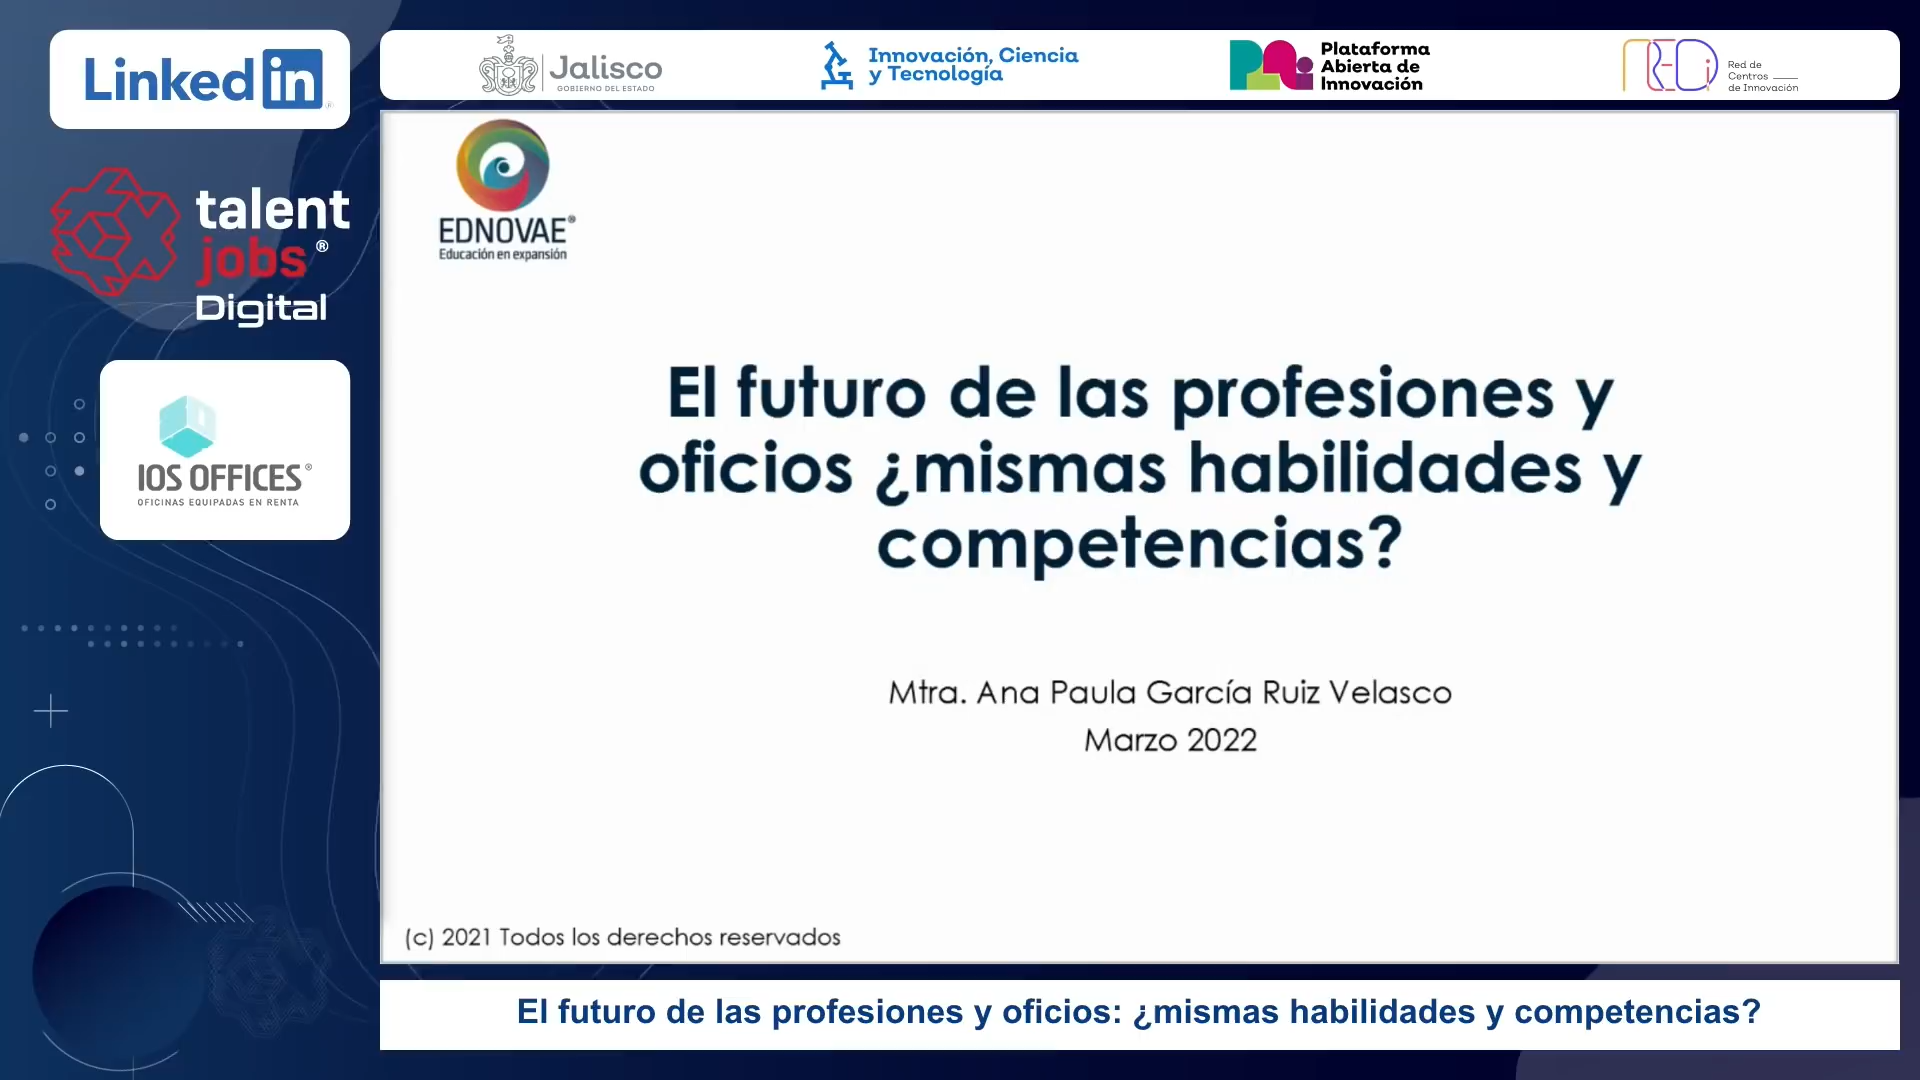 Linked in
talent
jobs®
Digital
IOS OFFICES®
OFICINAS EQUIPADAS EN RENTA
Jalisco
GOBIERNO DEL ESTADO
Innovación, Ciencia
y Tecnología
Plataforma
Abierta de
Innovación
REDi
Red de
Centros
de Innovación
EDNOVAE®
Educación en expansión
El futuro de las profesiones y
oficios ¿mismas habilidades y
competencias?
Mtra. Ana Paula García Ruiz Velasco
Marzo 2022
(c) 2021 Todos los derechos reservados
El futuro de las profesiones y oficios: ¿mismas habilidades y competencias?